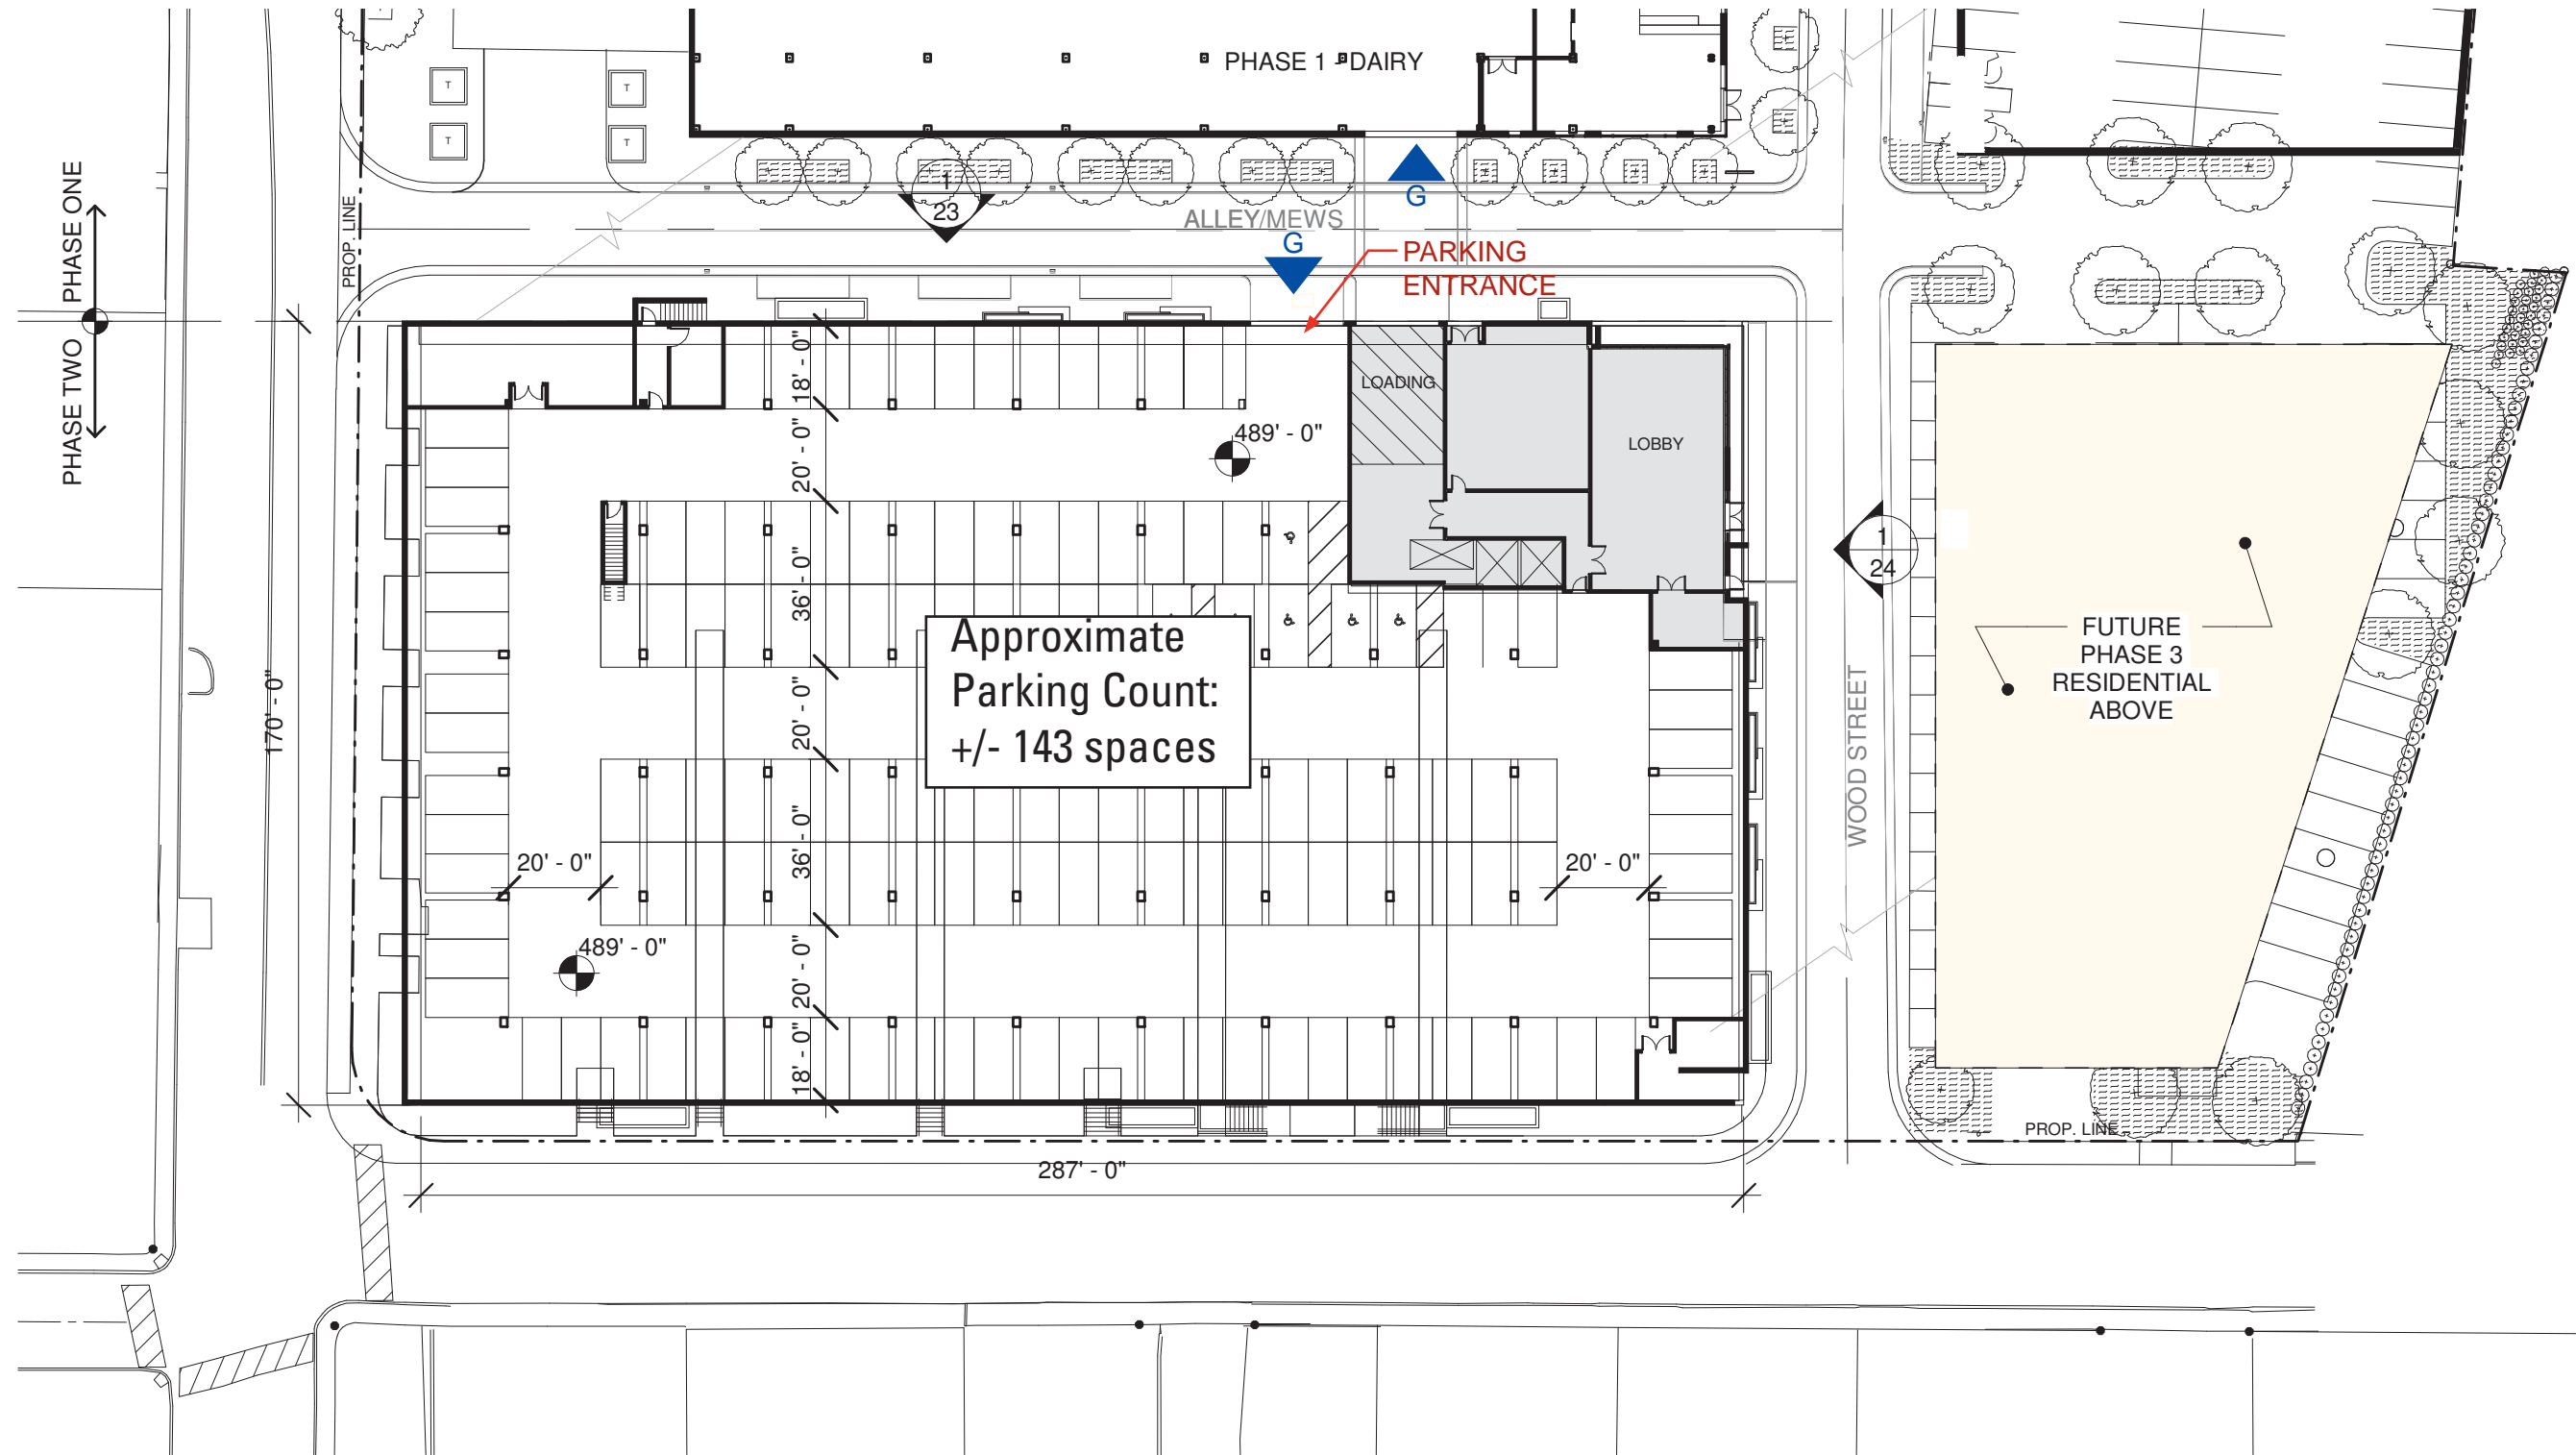 PHASE 1 - DAIRY
T
T
T
T
PHASE ONE
PHASE TWO
PROP. LINE
1
23
ALLEY/MEWS
G
G
PARKING
ENTRANCE
18' - 0"
20' - 0"
36' - 0"
20' - 0"
36' - 0"
20' - 0"
18' - 0"
489' - 0"
LOADING
LOBBY
170' - 0"
Approximate
Parking Count:
+/- 143 spaces
1
24
WOOD STREET
FUTURE
PHASE 3
RESIDENTIAL
ABOVE
20' - 0"
20' - 0"
489' - 0"
PROP. LINE
287' - 0"